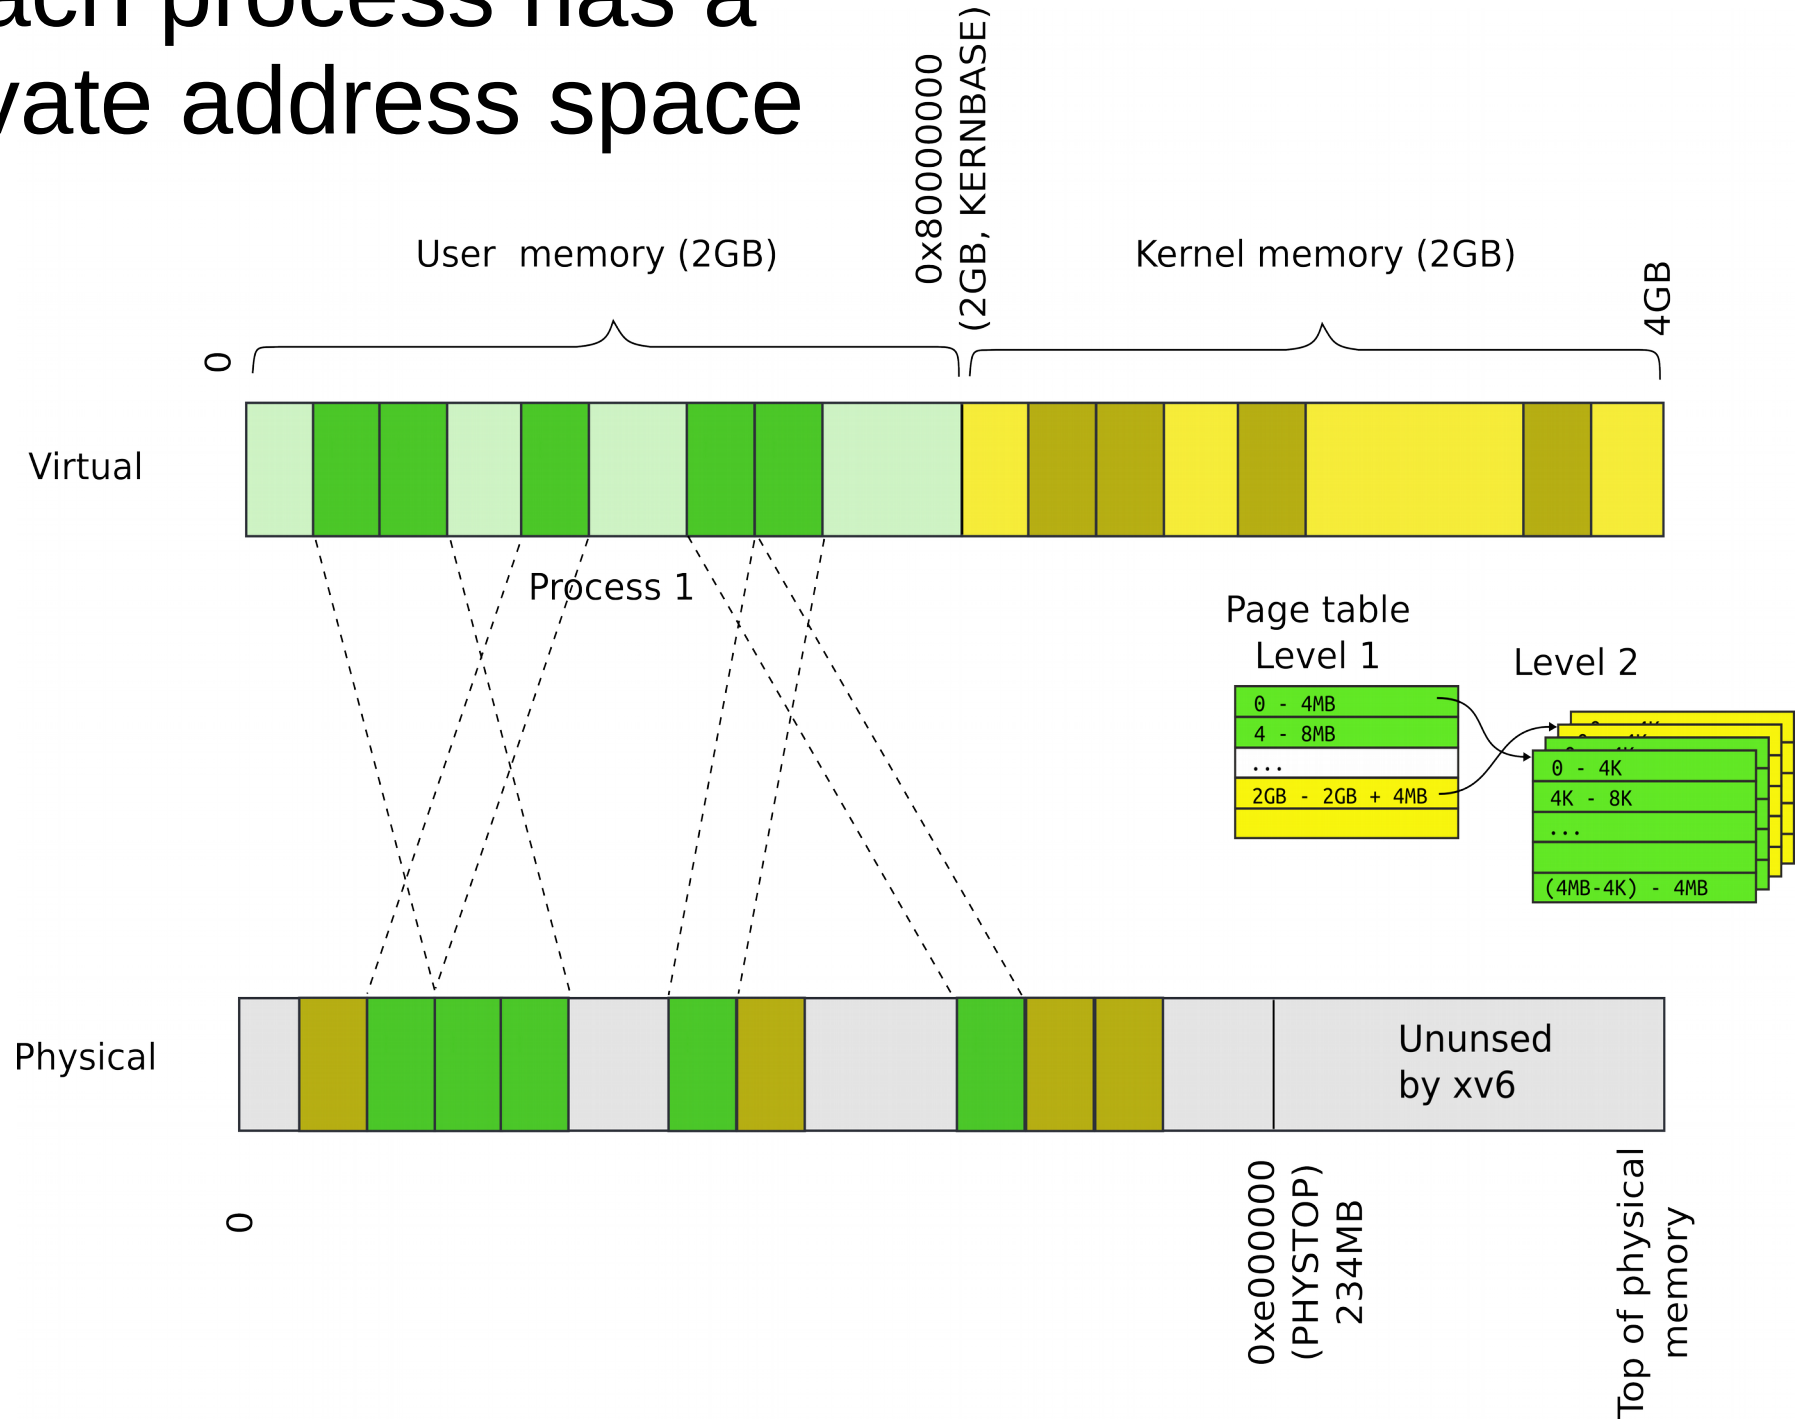 ach process has a
vate address space
0x80000000
(2GB, KERNBASE)
User memory (2GB)
Kernel memory (2GB)
4GB
0
Virtual
Process 1
Page table
Level 1
Level 2
0 - 4MB
4 - 8MB
...
2GB - 2GB + 4MB
0 - 4K
4K - 8K
...
(4MB-4K) - 4MB
Physical
Ununsed
by xv6
0
0xe000000
(PHYSTOP)
234MB
Top of physical
memory